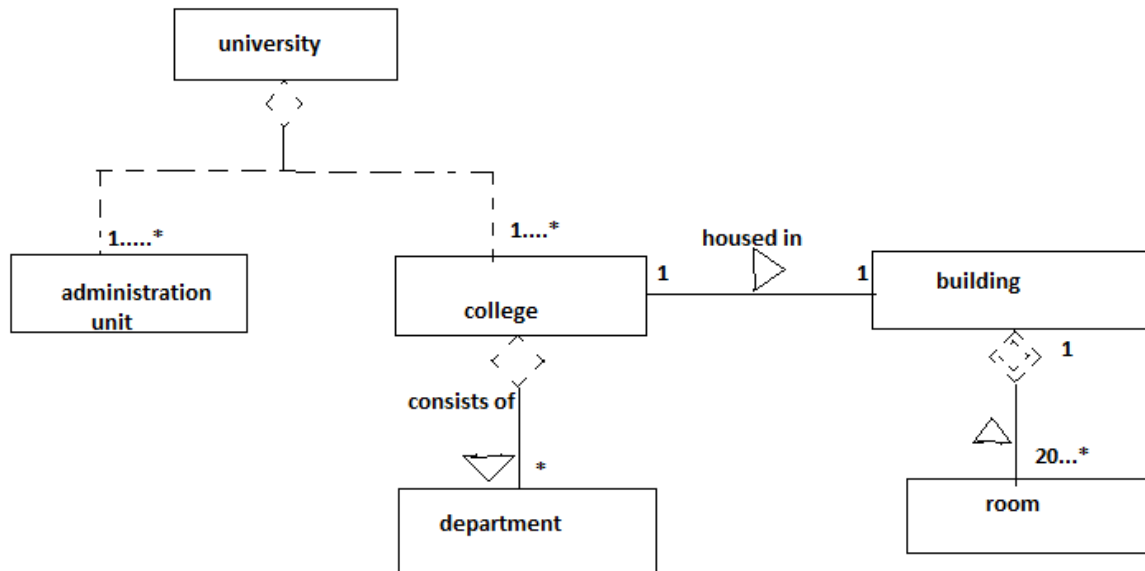 university
1.....*
1....*
housed in
administration
unit
college
1
1
building
1
consists of
*
20...*
department
room